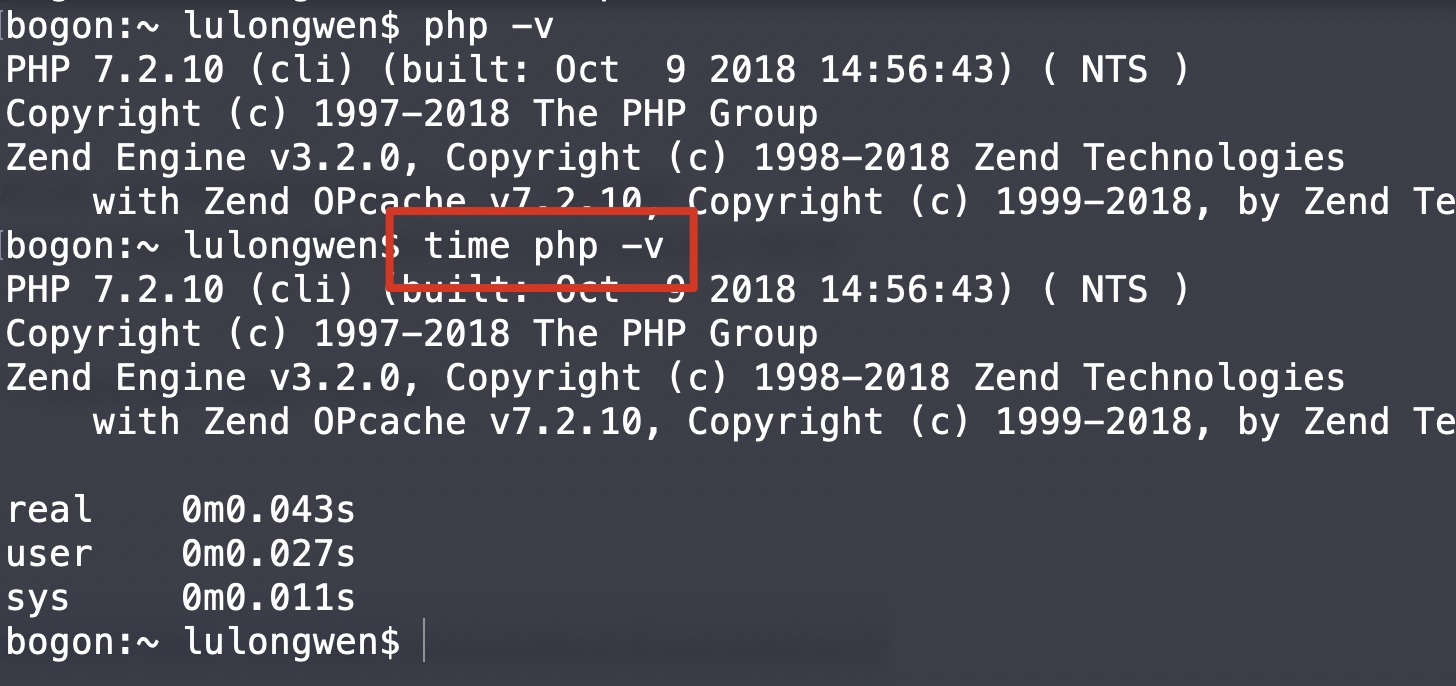 bogon:~ lulongwen$ php -v
PHP 7.2.10 (cli) (built: Oct  9 2018 14:56:43) ( NTS )
Copyright (c) 1997-2018 The PHP Group
Zend Engine v3.2.0, Copyright (c) 1998-2018 Zend Technologies
    with Zend OPcache v7.2.10, Copyright (c) 1999-2018, by Zend Te
bogon:~ lulongwen$ time php -v
PHP 7.2.10 (cli) (built: Oct  9 2018 14:56:43) ( NTS )
Copyright (c) 1997-2018 The PHP Group
Zend Engine v3.2.0, Copyright (c) 1998-2018 Zend Technologies
    with Zend OPcache v7.2.10, Copyright (c) 1999-2018, by Zend Te
real    0m0.043s
user    0m0.027s
sys     0m0.011s
bogon:~ lulongwen$